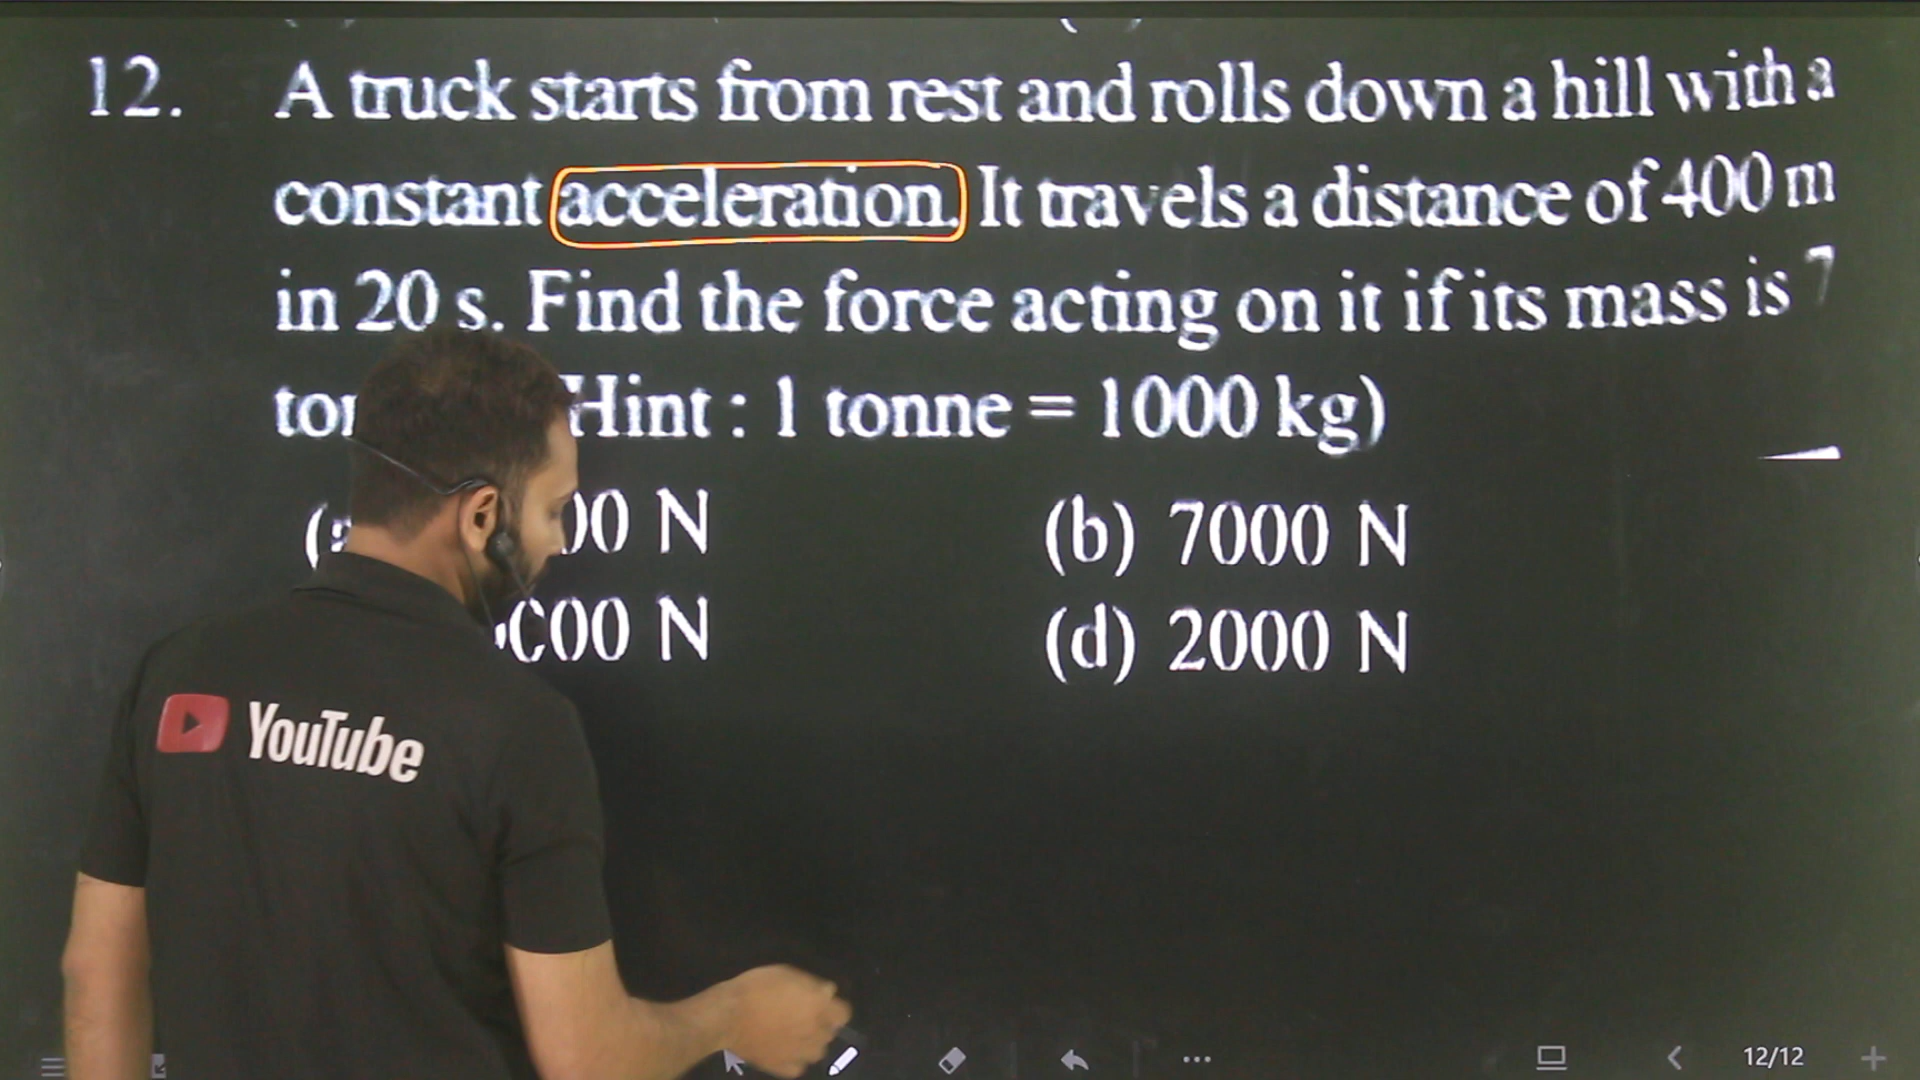 12. A truck starts from rest and rolls down a hill with a
constant acceleration. It travels a distance of 400 m
in 20 s. Find the force acting on it if its mass is 7
Hint : 1 tonne = 1000 kg)
00 N (b) 7000 N
000 N (d) 2000 N
YouTube
12/12